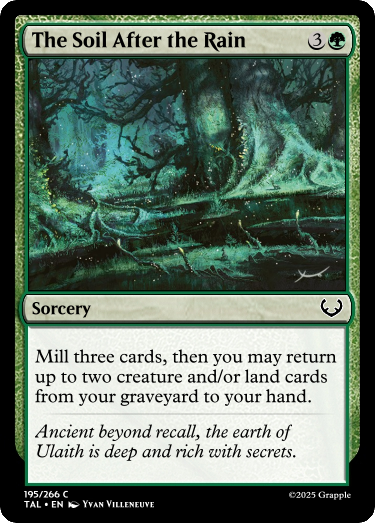 The Soil After the Rain 3
Sorcery
Mill three cards, then you may return
up to two creature and/or land cards
from your graveyard to your hand.
Ancient beyond recall, the earth of
Ulaith is deep and rich with secrets.
195/266 C
TAL • EN Yvan Villeneuve
©2025 Grapple